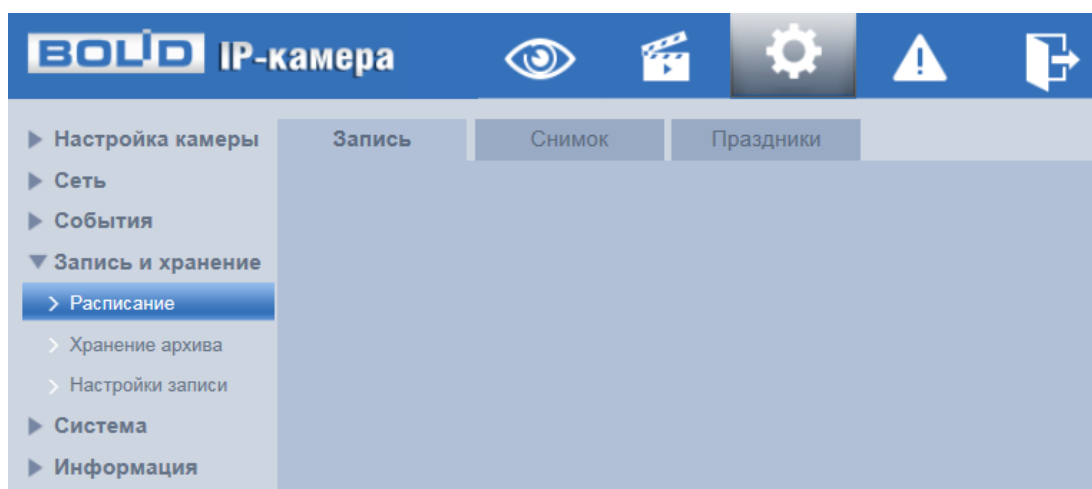 BOLID IP-камера
Настройка камеры
Сеть
События
Запись и хранение
Расписание
Хранение архива
Настройки записи
Система
Информация
Запись
Снимок
Праздники